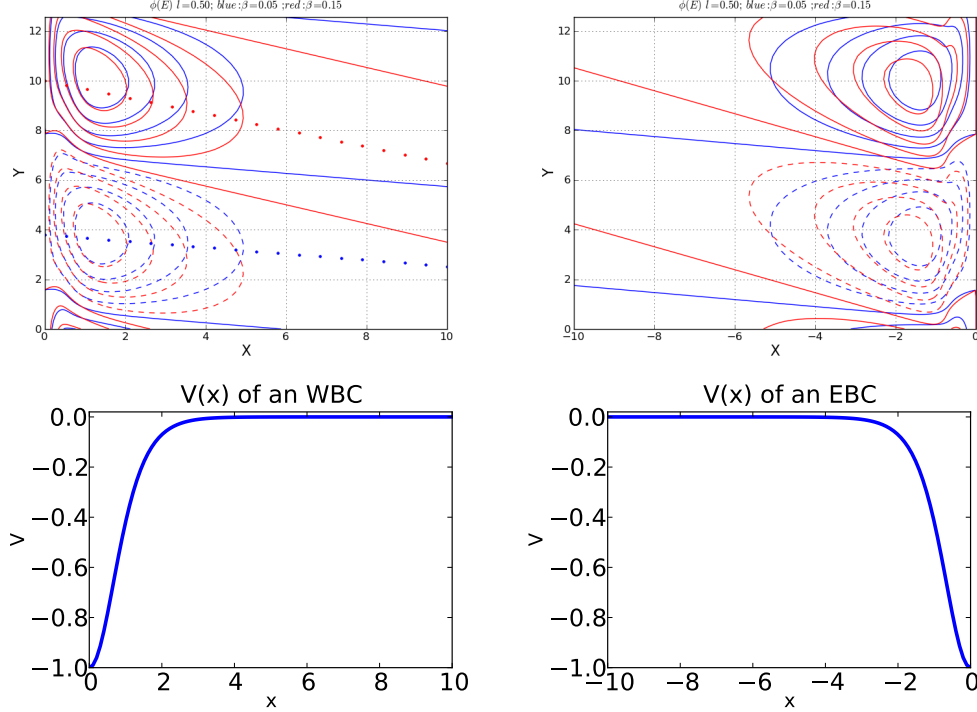 ϕ(E) l=0.50; blue:β=0.05 ;red:β=0.15
12
10
8
6
4
2
0
Y
0 2 4 6 8 10
X
ϕ(E) l=0.50; blue:β=0.05 ;red:β=0.15
12
10
8
6
4
2
0
Y
−10 −8 −6 −4 −2 0
X
V(x) of an WBC
0.0
−0.2
−0.4
−0.6
−0.8
−1.0
V
0 2 4 6 8 10
x
V(x) of an EBC
0.0
−0.2
−0.4
−0.6
−0.8
−1.0
V
−10 −8 −6 −4 −2 0
x